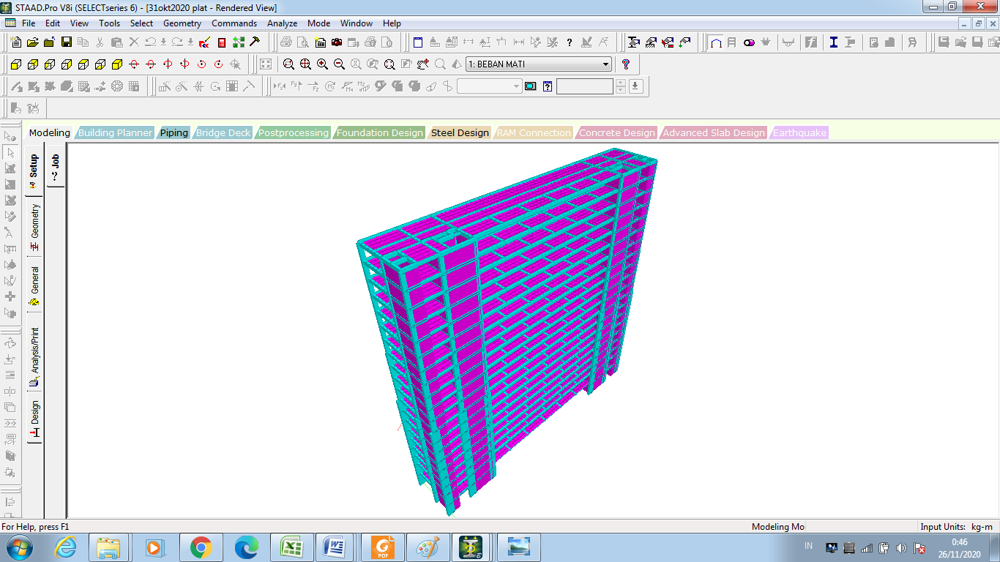 STAAD.Pro V8i (SELECTseries 6) - [31okt2020 plat - Rendered View]
File Edit View Tools Select Geometry Commands Analyze Mode Window Help
1: BEBAN MATI
Modeling Building Planner Piping Bridge Deck Postprocessing Foundation Design Steel Design RAM Connection Concrete Design Advanced Slab Design Earthquake
Setup
Job
Geometry
General
Analysis/Print
Design
For Help, press F1
Modeling Mo
Input Units: kg-m
PDF
IN
0:46
26/11/2020